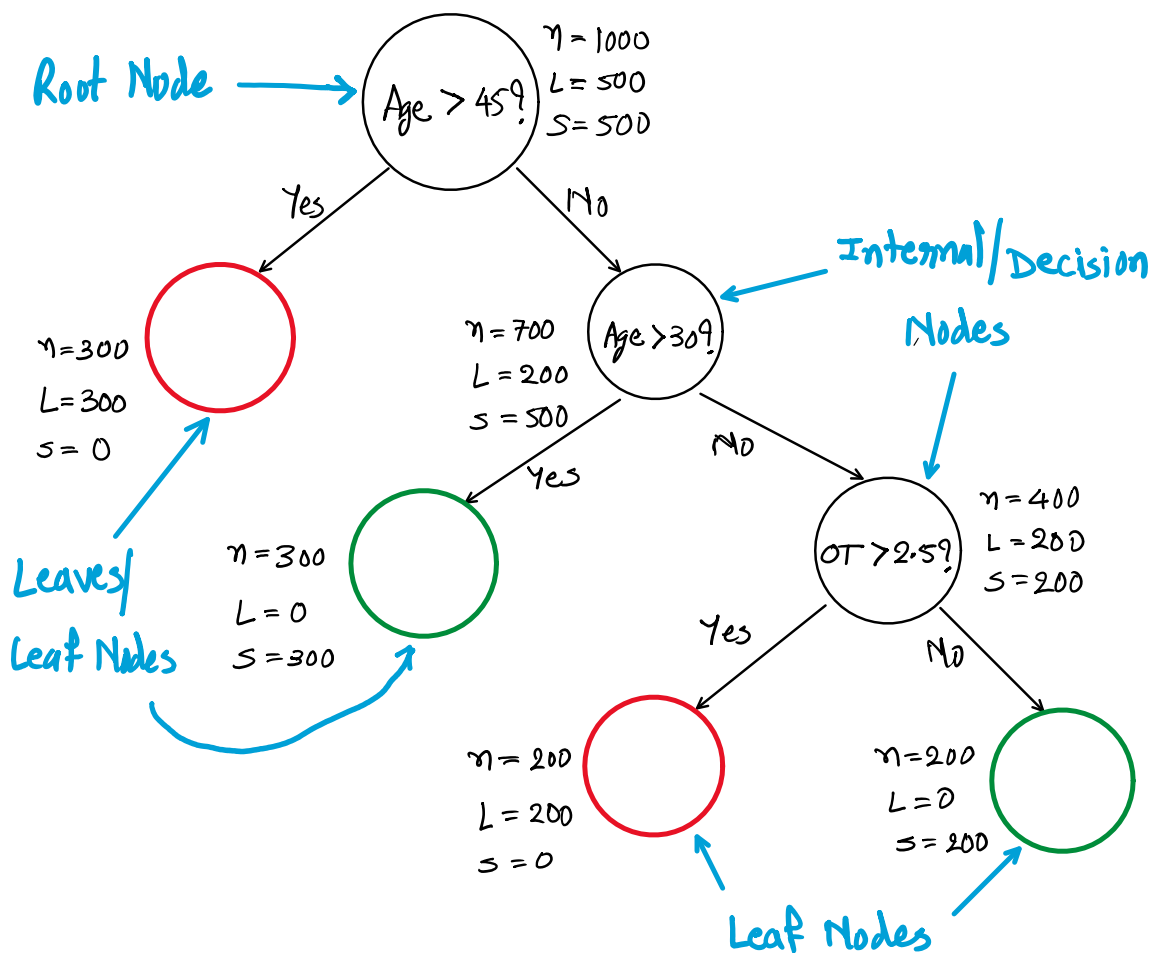 Root Node
Age > 45?
n = 1000
L = 500
S = 500
Yes
No
Internal/Decision
Nodes
n = 300
L = 300
S = 0
n = 700
L = 200
S = 500
Age > 30?
Yes
No
Leaves/
Leaf Nodes
n = 300
L = 0
S = 300
OT > 2.5?
n = 400
L = 200
S = 200
Yes
No
n = 200
L = 200
S = 0
n = 200
L = 0
S = 200
Leaf Nodes